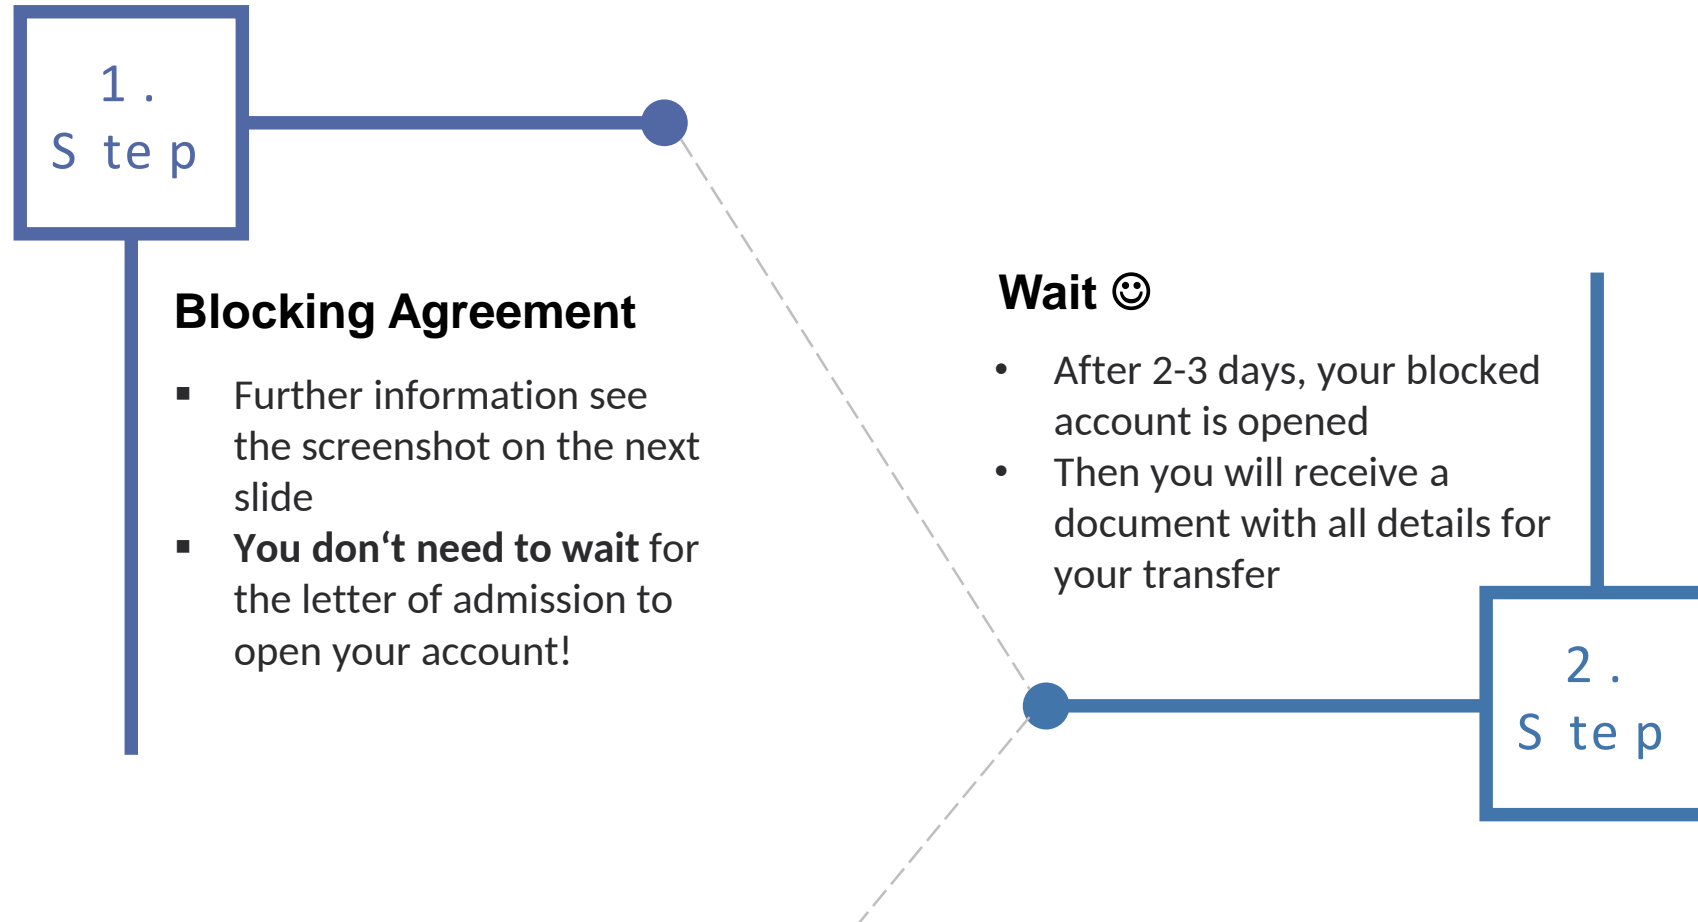 1.
Step
Blocking Agreement
▪ Further information see
the screenshot on the next
slide
▪ You don‘t need to wait for
the letter of admission to
open your account!
Wait ☺
• After 2-3 days, your blocked
account is opened
• Then you will receive a
document with all details for
your transfer
2.
Step